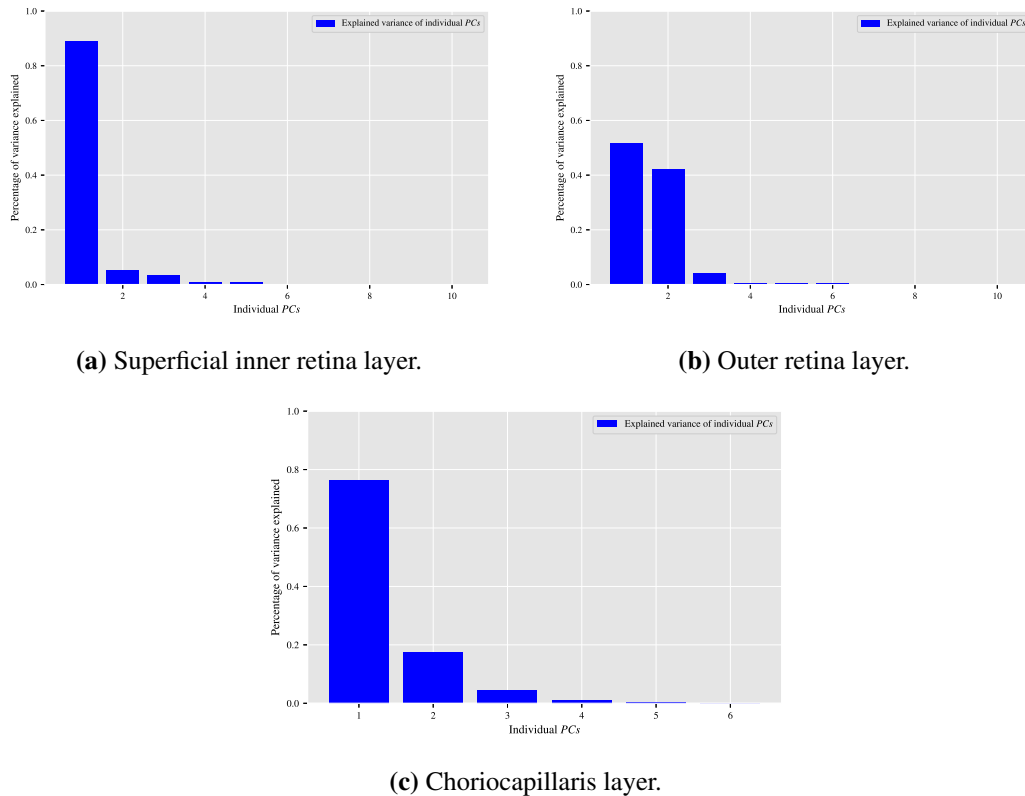 Explained variance of individual PCs
Percentage of variance explained
1.0
0.8
0.6
0.4
0.2
0.0
2
4
6
8
10
Individual PCs
(a) Superficial inner retina layer.
Explained variance of individual PCs
Percentage of variance explained
1.0
0.8
0.6
0.4
0.2
0.0
2
4
6
8
10
Individual PCs
(b) Outer retina layer.
Explained variance of individual PCs
Percentage of variance explained
1.0
0.8
0.6
0.4
0.2
0.0
1
2
3
4
5
6
Individual PCs
(c) Choriocapillaris layer.